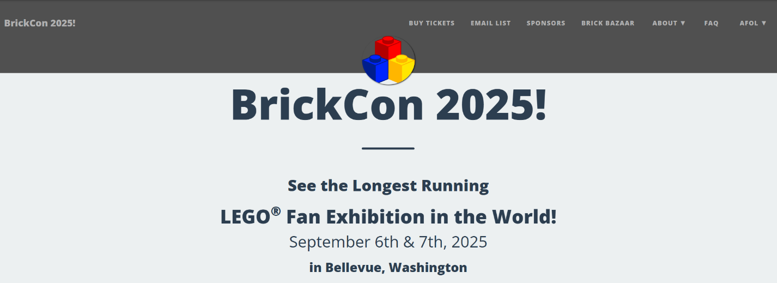 BrickCon 2025!
BUY TICKETS EMAIL LIST SPONSORS BRICK BAZAAR ABOUT ▼ FAQ AFOL ▼
BrickCon 2025!
See the Longest Running
LEGO® Fan Exhibition in the World!
September 6th & 7th, 2025
in Bellevue, Washington